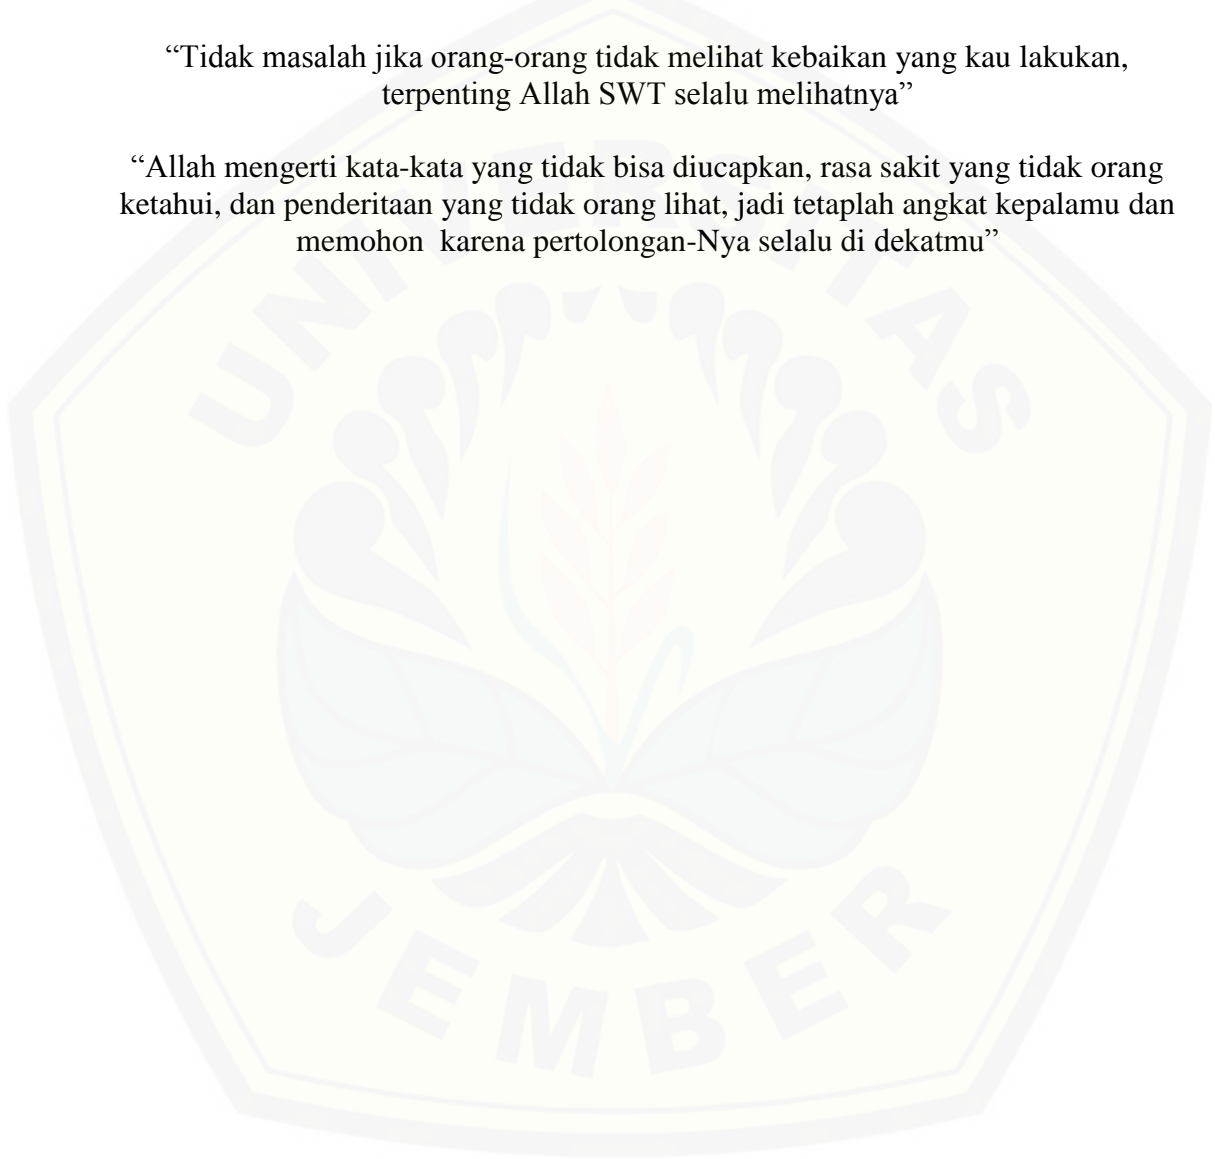 “Tidak masalah jika orang-orang tidak melihat kebaikan yang kau lakukan,
terpenting Allah SWT selalu melihatnya”
“Allah mengerti kata-kata yang tidak bisa diucapkan, rasa sakit yang tidak orang
ketahui, dan penderitaan yang tidak orang lihat, jadi tetaplah angkat kepalamu dan
memohon  karena pertolongan-Nya selalu di dekatmu”
UNIVERSITAS
JEMBER